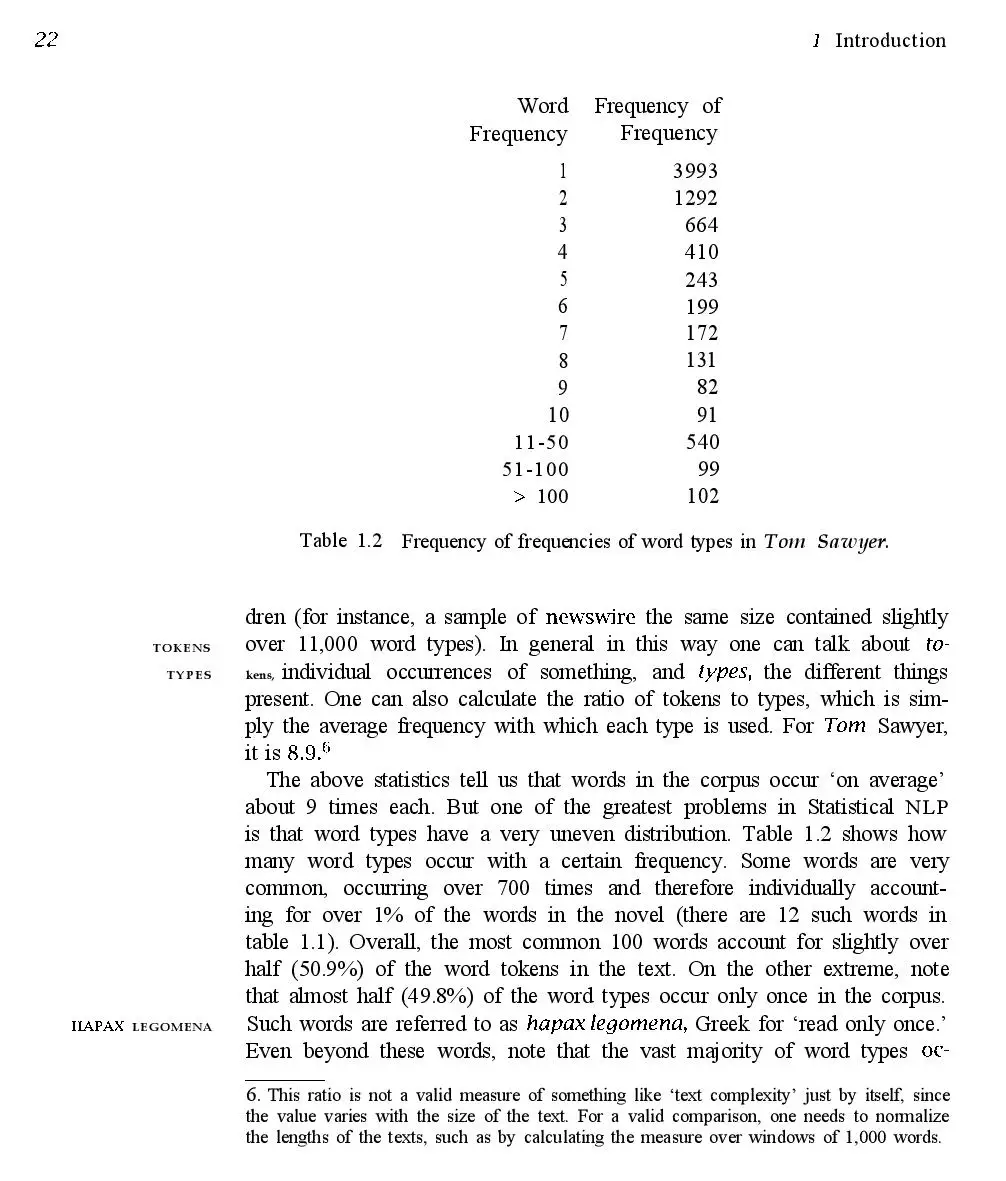 22
1 Introduction
Word Frequency of
Frequency Frequency
1 3993
2 1292
3 664
4 410
5 243
6 199
7 172
8 131
9 82
10 91
11-50 540
51-100 99
> 100 102
Table 1.2 Frequency of frequencies of word types in Tom Sawyer.
dren (for instance, a sample of newswire the same size contained slightly
TOKENS over 11,000 word types). In general in this way one can talk about to-
TYPES kens, individual occurrences of something, and types, the different things
present. One can also calculate the ratio of tokens to types, which is sim-
ply the average frequency with which each type is used. For Tom Sawyer,
it is 8.9.6
The above statistics tell us that words in the corpus occur ‘on average’
about 9 times each. But one of the greatest problems in Statistical NLP
is that word types have a very uneven distribution. Table 1.2 shows how
many word types occur with a certain frequency. Some words are very
common, occurring over 700 times and therefore individually account-
ing for over 1% of the words in the novel (there are 12 such words in
table 1.1). Overall, the most common 100 words account for slightly over
half (50.9%) of the word tokens in the text. On the other extreme, note
that almost half (49.8%) of the word types occur only once in the corpus.
HAPAX LEGOMENA Such words are referred to as hapax legomena, Greek for ‘read only once.’
Even beyond these words, note that the vast majority of word types oc-
6. This ratio is not a valid measure of something like ‘text complexity’ just by itself, since
the value varies with the size of the text. For a valid comparison, one needs to normalize
the lengths of the texts, such as by calculating the measure over windows of 1,000 words.